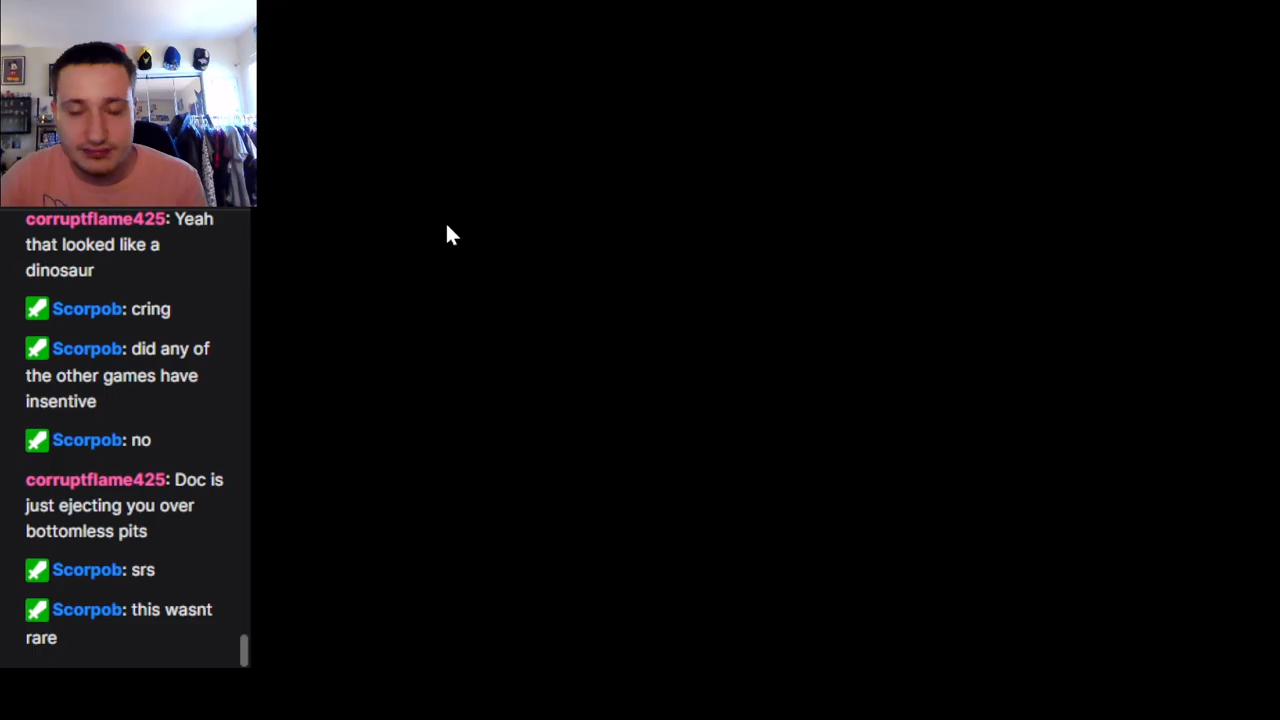 corruptflame425: Yeah
that looked like a
dinosaur
Scorpob: cring
Scorpob: did any of
the other games have
insentive
Scorpob: no
corruptflame425: Doc is
just ejecting you over
bottomless pits
Scorpob: srs
Scorpob: this wasnt
rare